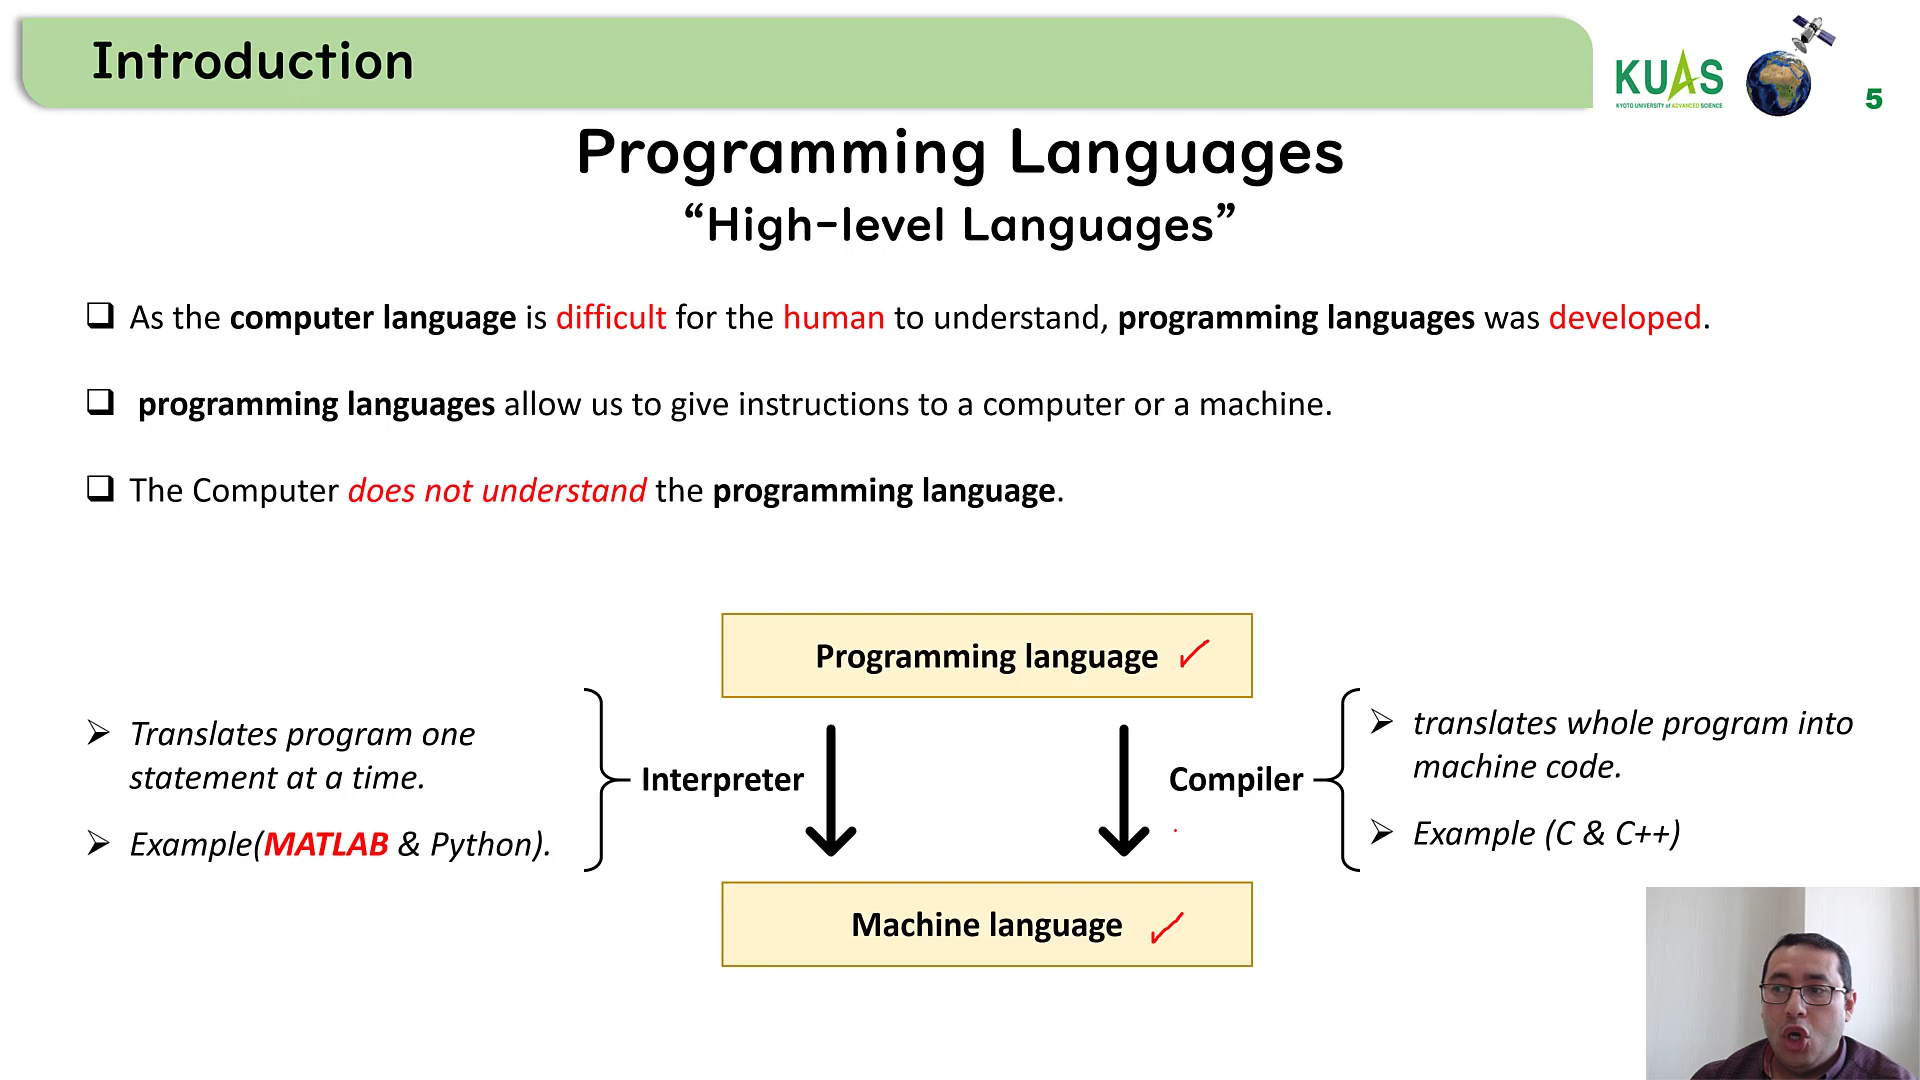 Introduction
KUAS
KYOTO UNIVERSITY of ADVANCED SCIENCE
5
Programming Languages
“High-level Languages”
As the computer language is difficult for the human to understand, programming languages was developed.
programming languages allow us to give instructions to a computer or a machine.
The Computer does not understand the programming language.
Programming language
Translates program one
statement at a time.
Example(MATLAB & Python).
Interpreter
Compiler
translates whole program into
machine code.
Example (C & C++)
Machine language